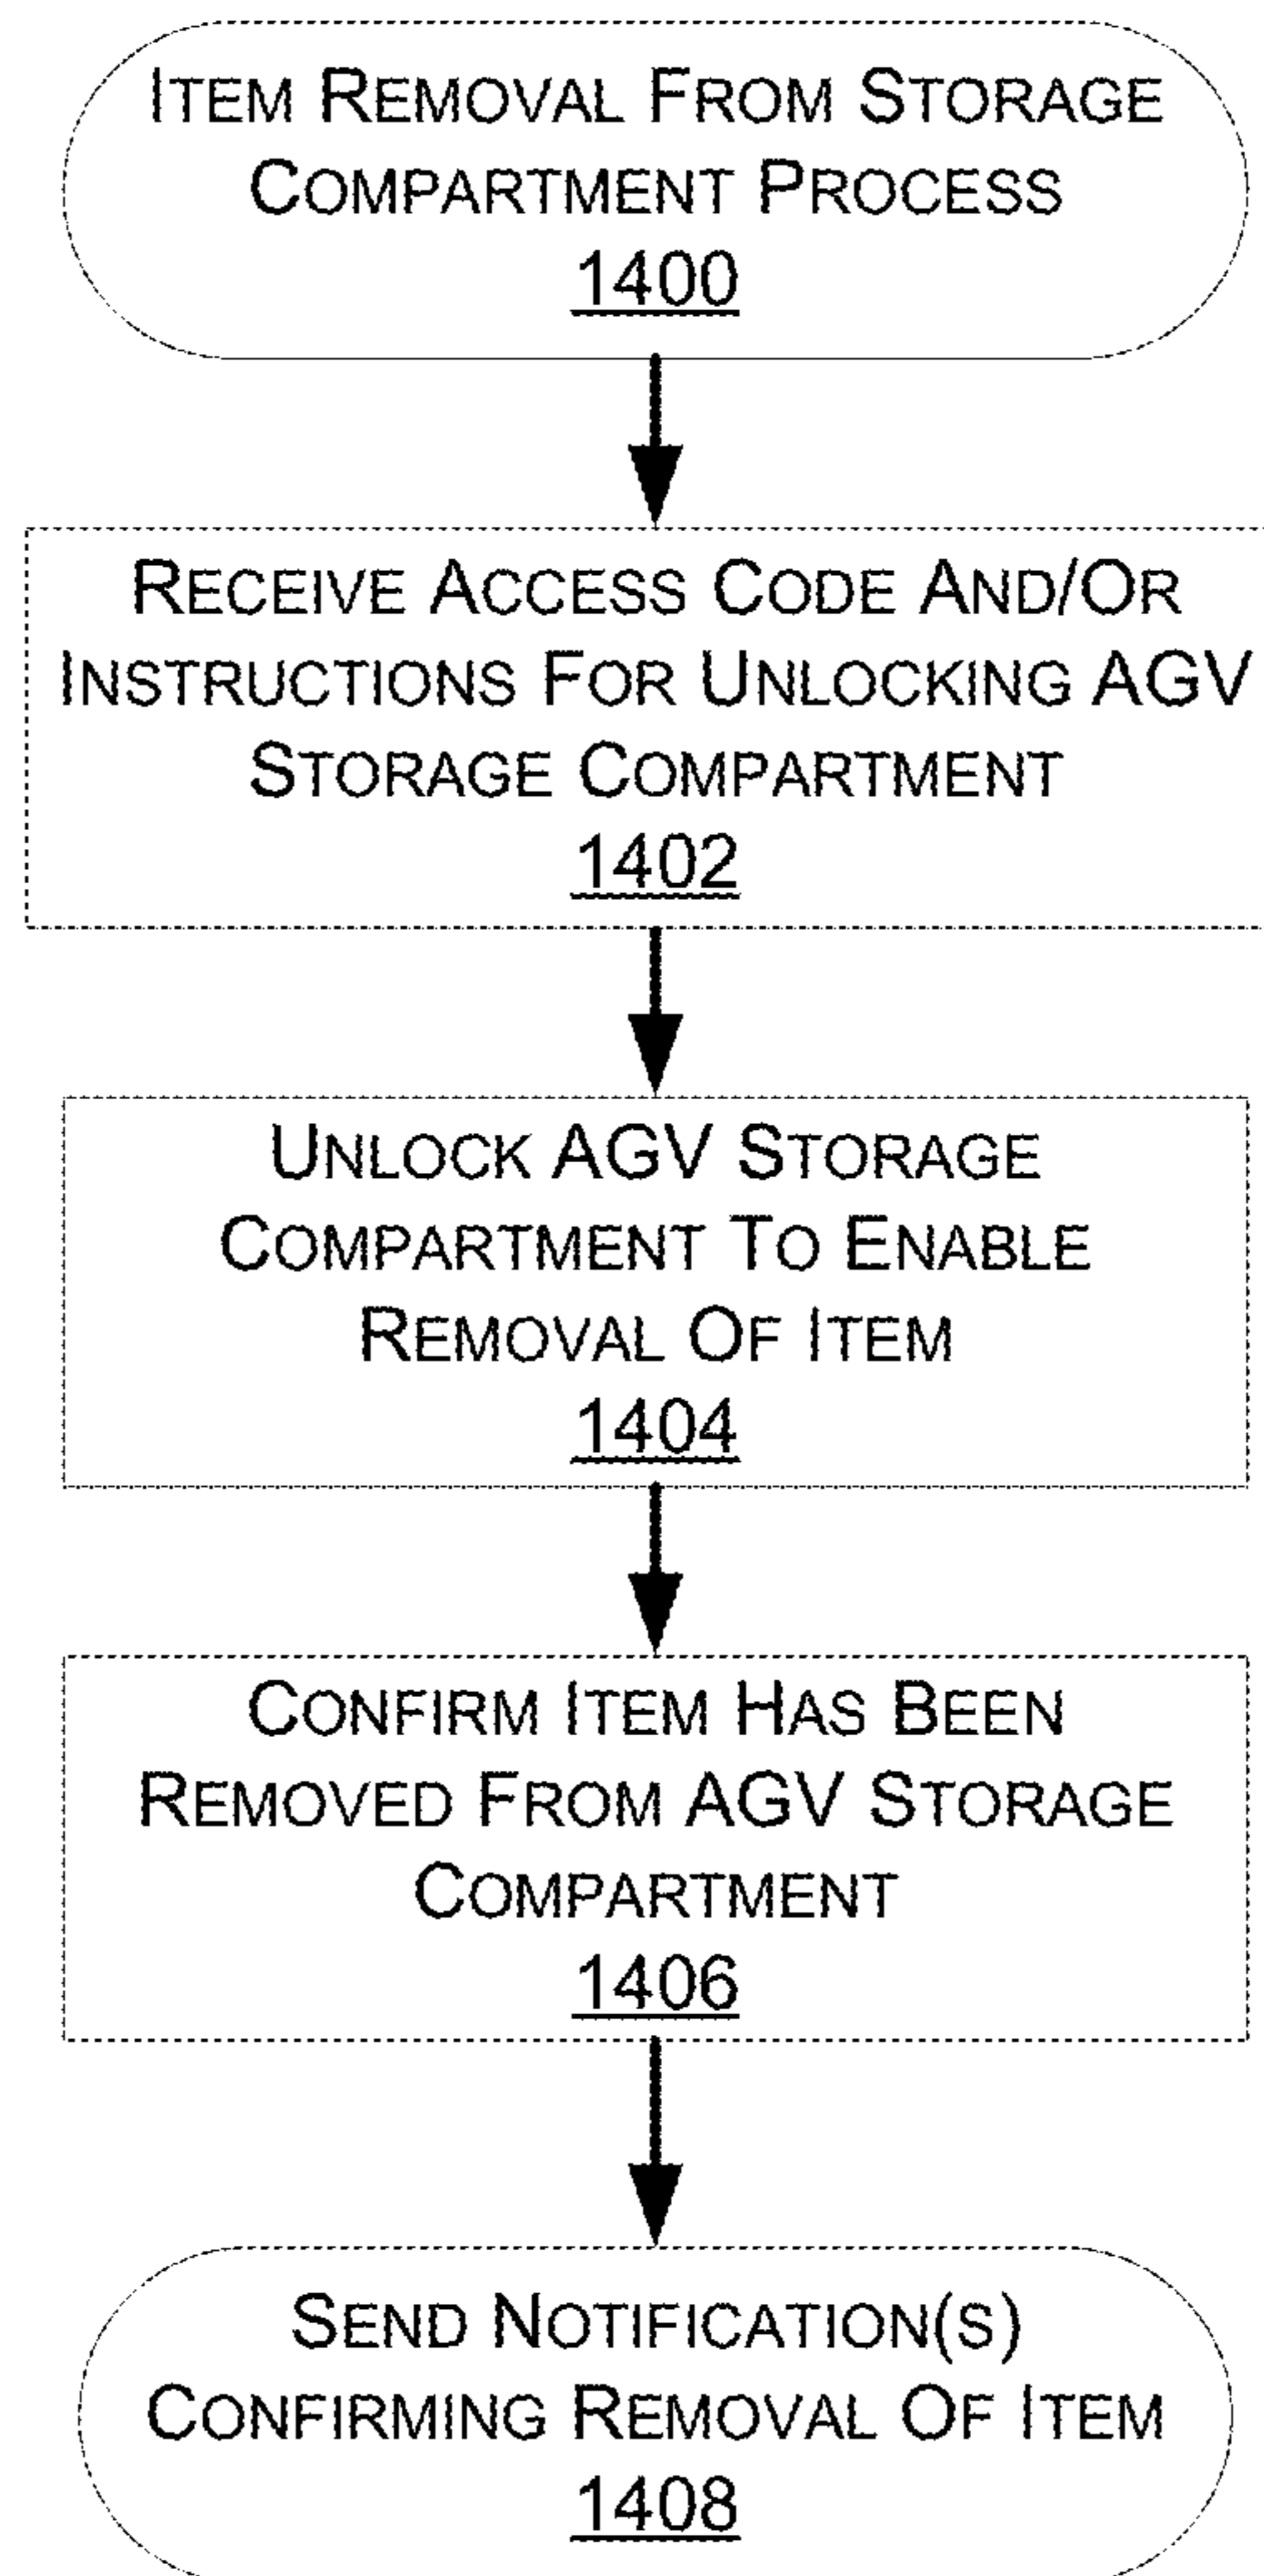 ITEM REMOVAL FROM STORAGE
COMPARTMENT PROCESS
1400
RECEIVE ACCESS CODE AND/OR
INSTRUCTIONS FOR UNLOCKING AGV
STORAGE COMPARTMENT
1402
UNLOCK AGV STORAGE
COMPARTMENT TO ENABLE
REMOVAL OF ITEM
1404
CONFIRM ITEM HAS BEEN
REMOVED FROM AGV STORAGE
COMPARTMENT
1406
SEND NOTIFICATION(S)
CONFIRMING REMOVAL OF ITEM
1408